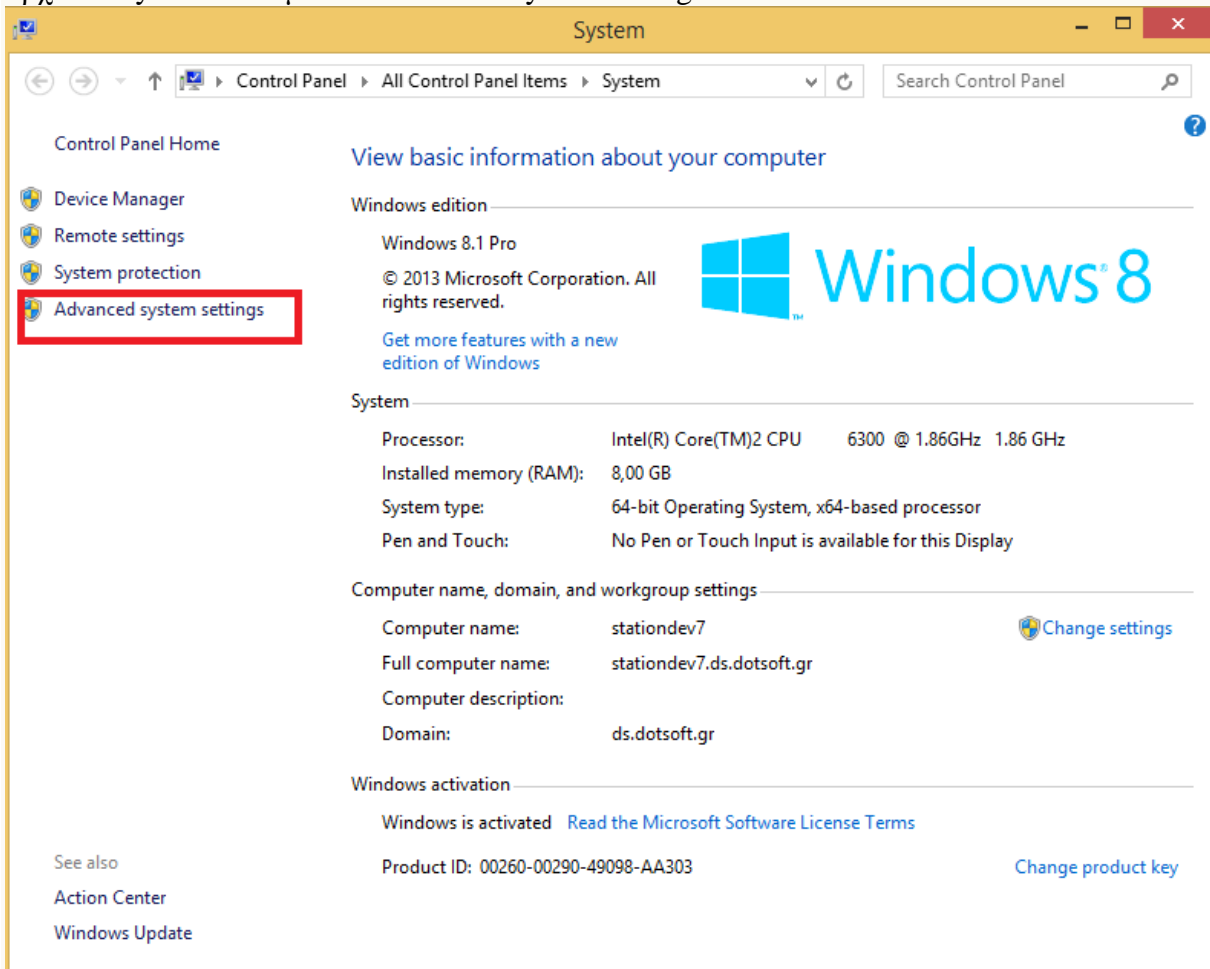 System
Control Panel All Control Panel Items System Search Control Panel
Control Panel Home
Device Manager
Remote settings
System protection
Advanced system settings
See also
Action Center
Windows Update
View basic information about your computer
Windows edition
Windows 8.1 Pro
© 2013 Microsoft Corporation. All
rights reserved.
Get more features with a new
edition of Windows
Windows 8
System
Processor: Intel(R) Core(TM)2 CPU 6300 @ 1.86GHz 1.86 GHz
Installed memory (RAM): 8,00 GB
System type: 64-bit Operating System, x64-based processor
Pen and Touch: No Pen or Touch Input is available for this Display
Computer name, domain, and workgroup settings
Computer name: stationdev7 Change settings
Full computer name: stationdev7.ds.dotsoft.gr
Computer description:
Domain: ds.dotsoft.gr
Windows activation
Windows is activated Read the Microsoft Software License Terms
Product ID: 00260-00290-49098-AA303 Change product key